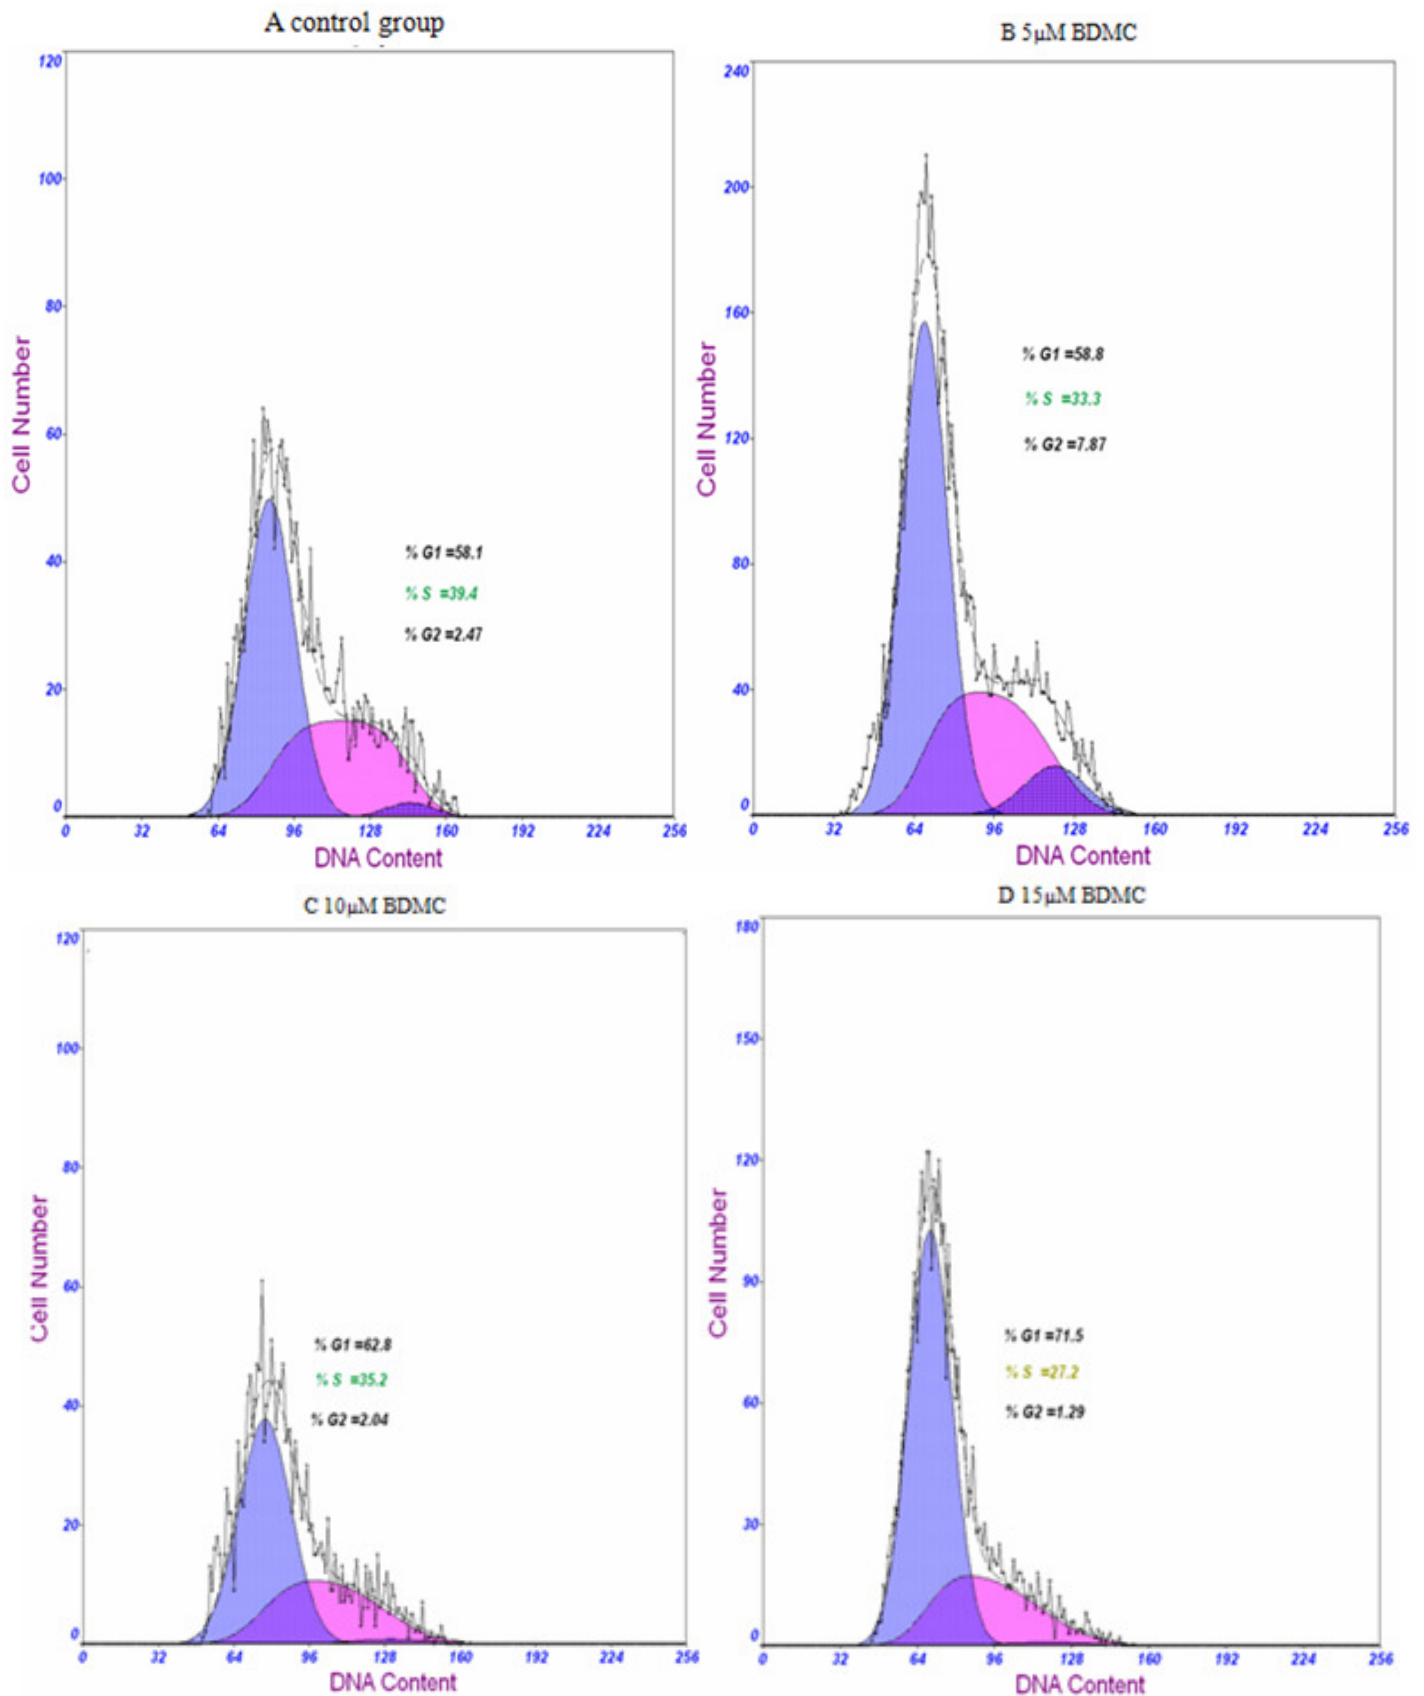 A control group
120
100
80
60
40
20
0
Cell Number
% G1 =58.1
% S =39.4
% G2 =2.47
0 32 64 96 128 160 192 224 256
DNA Content
B 5μM BDMC
240
200
160
120
80
40
0
Cell Number
% G1 =58.8
% S =33.3
% G2 =7.87
0 32 64 96 128 160 192 224 256
DNA Content
C 10μM BDMC
120
100
80
60
40
20
0
Cell Number
% G1 =62.8
% S =35.2
% G2 =2.04
0 32 64 96 128 160 192 224 256
DNA Content
D 15μM BDMC
180
150
120
90
60
30
0
Cell Number
% G1 =71.5
% S =27.2
% G2 =1.29
0 32 64 96 128 160 192 224 256
DNA Content